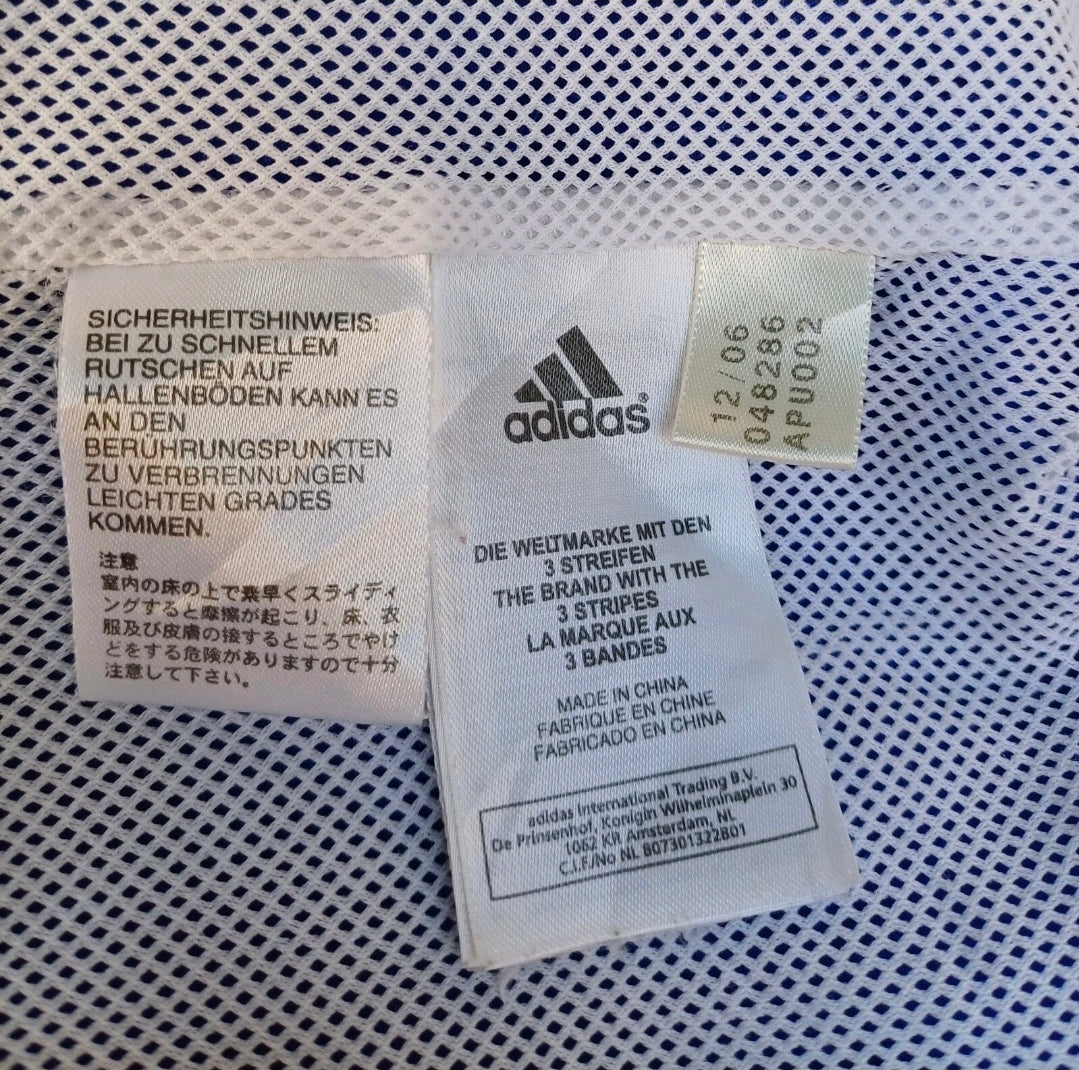 SICHERHEITSHINWEIS:
BEI ZU SCHNELLEM
RUTSCHEN AUF
HALLENBÖDEN KANN ES
AN DEN
BERÜHRUNGSPUNKTEN
ZU VERBRENNUNGEN
LEICHTEN GRADES
KOMMEN.
注意
室内の床の上で素早くスライディ
ングすると摩擦が起こり、床、衣
服及び皮膚の接するところでやけ
どをする危険がありますので十分
注意して下さい。
adidas®
DIE WELTMARKE MIT DEN
3 STREIFEN
THE BRAND WITH THE
3 STRIPES
LA MARQUE AUX
3 BANDES
MADE IN CHINA
FABRIQUE EN CHINE
FABRICADO EN CHINA
adidas International Trading B.V.
De Prinsenhof, Konigin Wilhelminaplein 30
1062 KR Amsterdam, NL
C.I.F/No NL 807301322801
12/06
048286
APU002